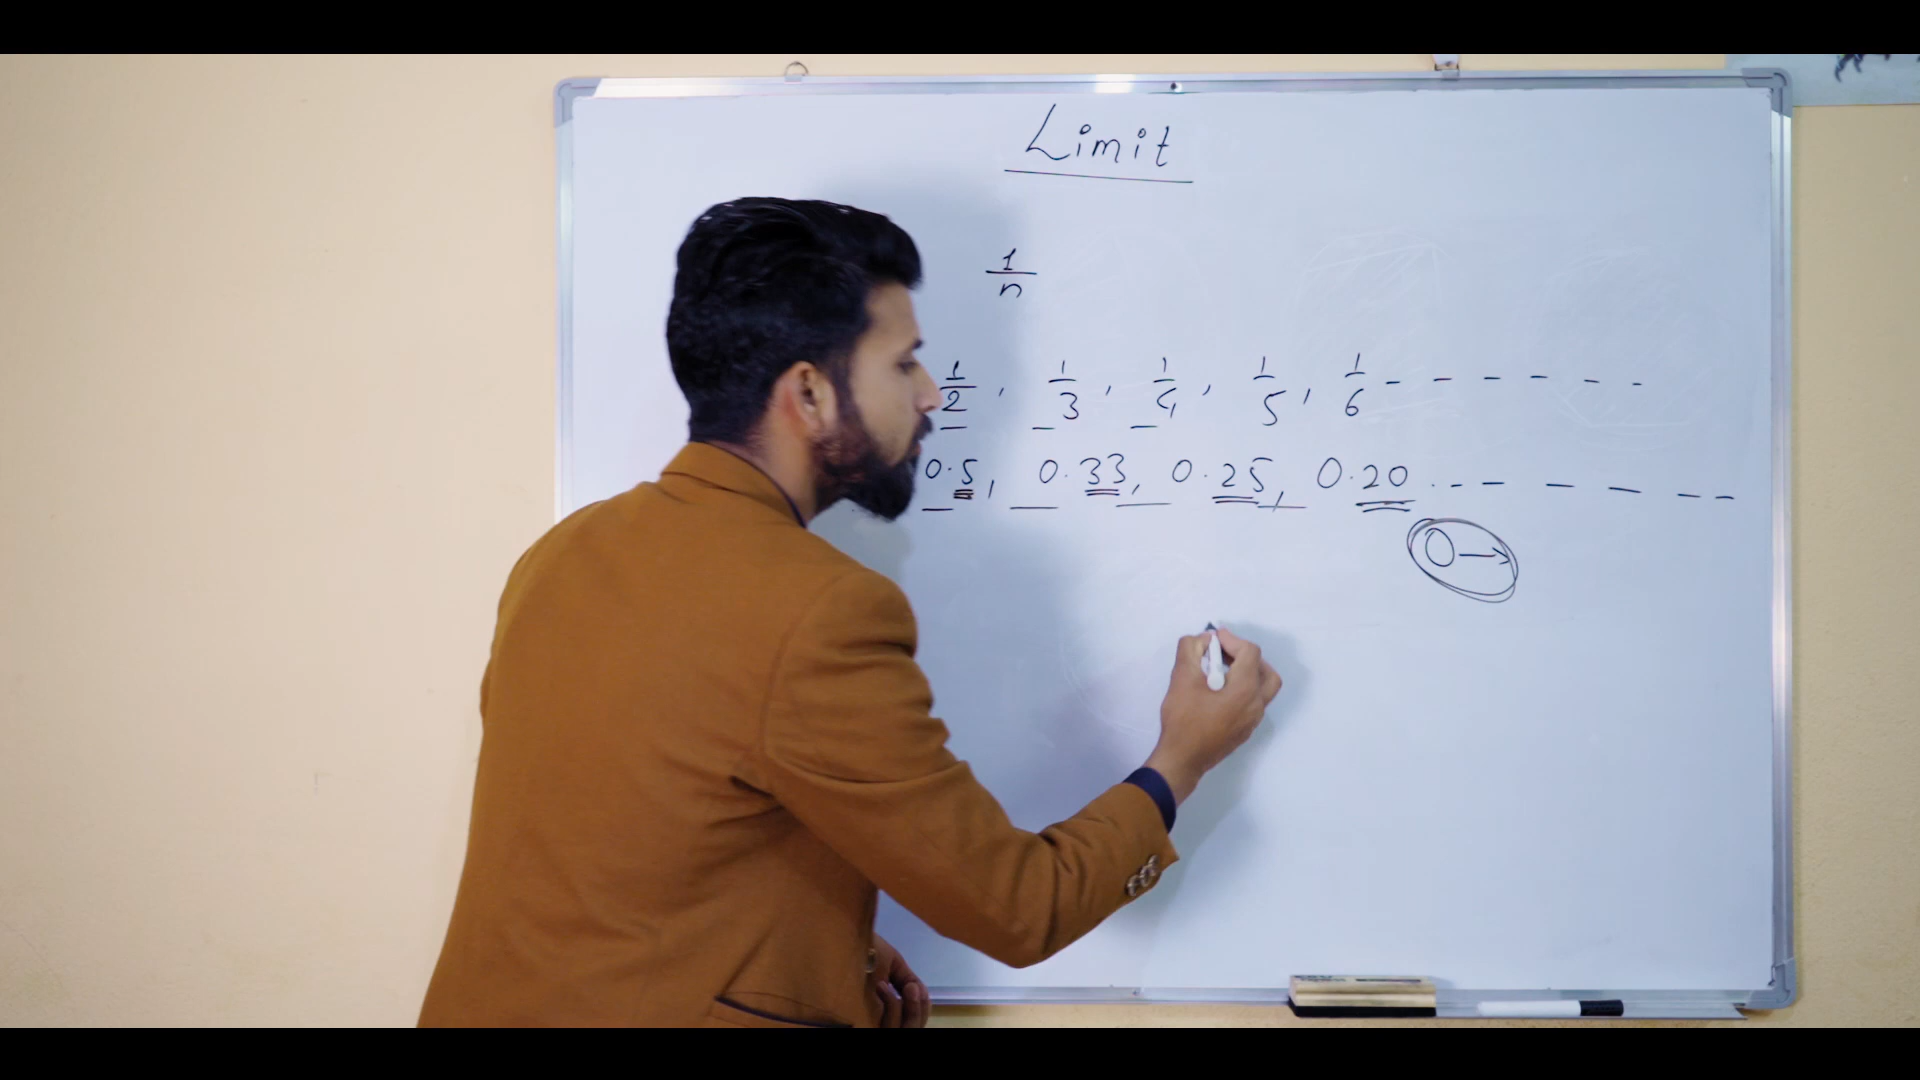 Limit
1/n
1/2, 1/3, 1/4, 1/5, 1/6 - - - - - -
0.5, 0.33, 0.25, 0.20 . - - - - - -
0→